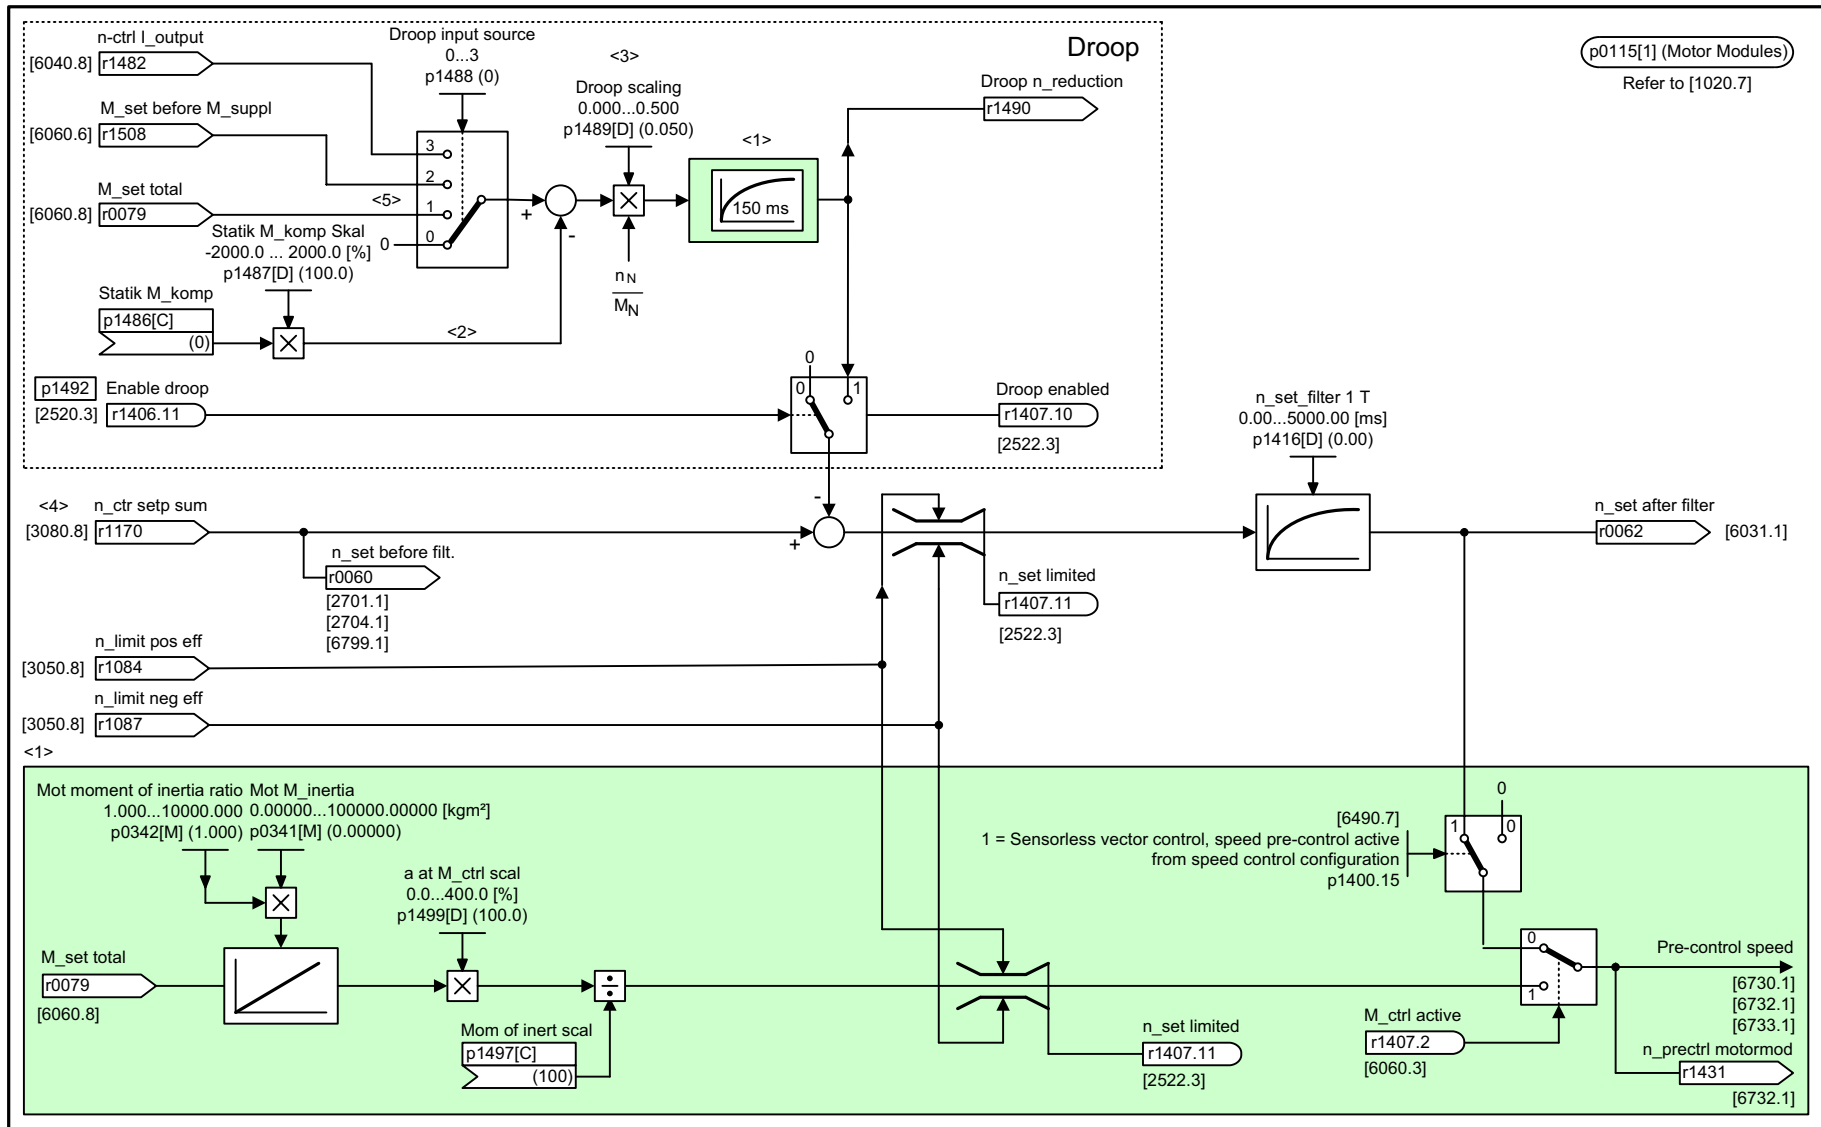 Droop
p0115[1] (Motor Modules)
Refer to [1020.7]
n-ctrl I_output
[6040.8]
r1482
M_set before M_suppl
[6060.6]
r1508
M_set total
[6060.8]
r0079
Droop input source
0...3
p1488 (0)
3
2
<5>
1
0
0
+
-
<3>
Droop scaling
0.000...0.500
p1489[D] (0.050)
×
nN
MN
<1>
150 ms
Droop n_reduction
r1490
Statik M_komp Skal
-2000.0 ... 2000.0 [%]
p1487[D] (100.0)
Statik M_komp
p1486[C]
(0)
×
<2>
p1492
Enable droop
[2520.3]
r1406.11
0
0
1
Droop enabled
r1407.10
[2522.3]
n_set_filter 1 T
0.00...5000.00 [ms]
p1416[D] (0.00)
<4>
n_ctr setp sum
[3080.8]
r1170
-
+
n_set before filt.
r0060
[2701.1]
[2704.1]
[6799.1]
n_set limited
r1407.11
[2522.3]
n_set after filter
r0062
[6031.1]
n_limit pos eff
[3050.8]
r1084
n_limit neg eff
[3050.8]
r1087
<1>
Mot moment of inertia ratio
1.000...10000.000
p0342[M] (1.000)
Mot M_inertia
0.00000...100000.00000 [kgm²]
p0341[M] (0.00000)
×
a at M_ctrl scal
0.0...400.0 [%]
p1499[D] (100.0)
×
÷
M_set total
r0079
[6060.8]
Mom of inert scal
p1497[C]
(100)
n_set limited
r1407.11
[2522.3]
[6490.7]
1 = Sensorless vector control, speed pre-control active
from speed control configuration
p1400.15
0
1
0
0
1
M_ctrl active
r1407.2
[6060.3]
Pre-control speed
[6730.1]
[6732.1]
[6733.1]
n_prectrl motormod
r1431
[6732.1]